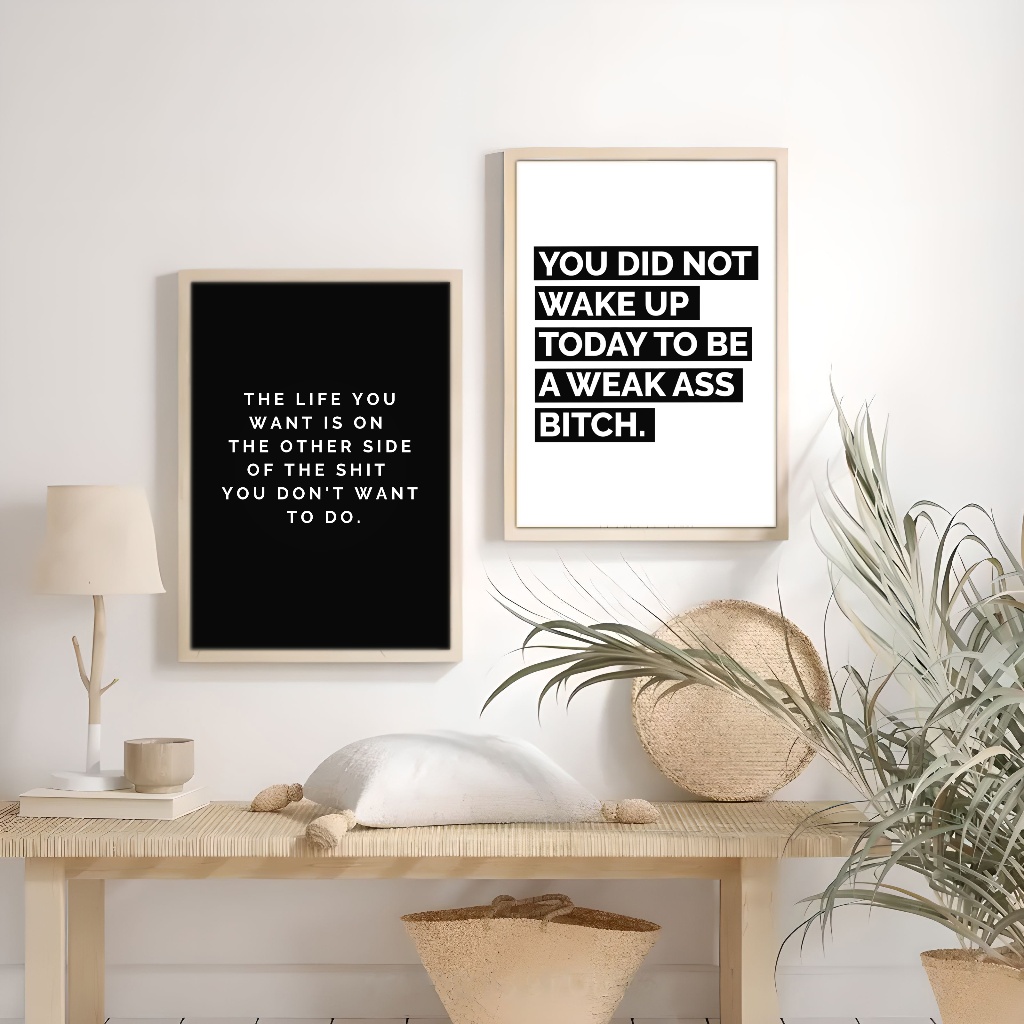 THE LIFE YOU
WANT IS ON
THE OTHER SIDE
OF THE SHIT
YOU DON'T WANT
TO DO.
YOU DID NOT
WAKE UP
TODAY TO BE
A WEAK ASS
BITCH.